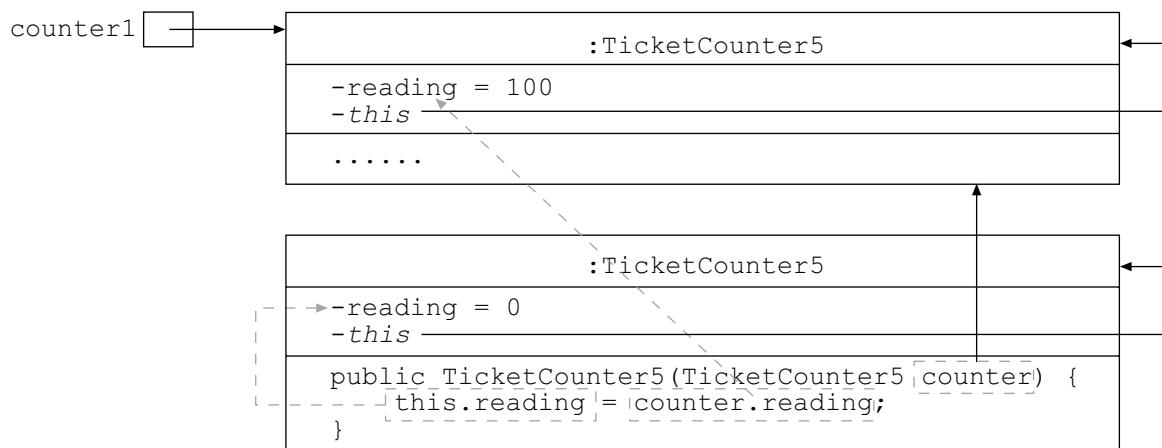 counter1
:TicketCounter5
-reading = 100
-this
......
:TicketCounter5
-reading = 0
-this
public TicketCounter5(TicketCounter5 counter) {
this.reading = counter.reading;
}